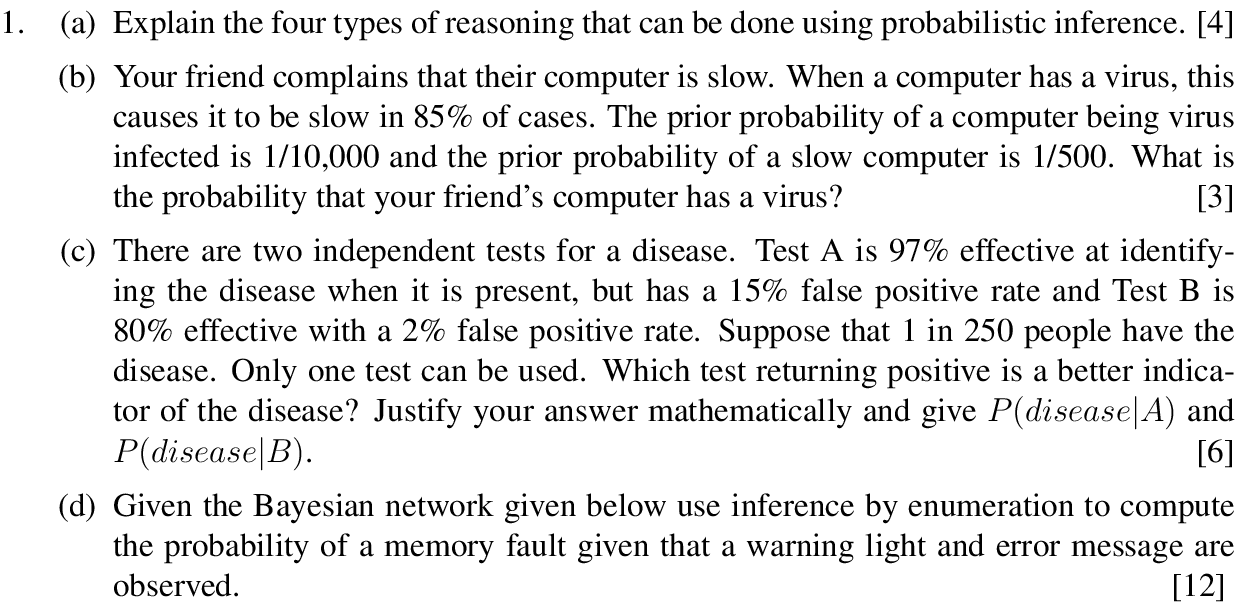 1. (a) Explain the four types of reasoning that can be done using probabilistic inference. [4]
(b) Your friend complains that their computer is slow. When a computer has a virus, this
causes it to be slow in 85% of cases. The prior probability of a computer being virus
infected is 1/10,000 and the prior probability of a slow computer is 1/500. What is
the probability that your friend's computer has a virus? [3]
(c) There are two independent tests for a disease. Test A is 97% effective at identify-
ing the disease when it is present, but has a 15% false positive rate and Test B is
80% effective with a 2% false positive rate. Suppose that 1 in 250 people have the
disease. Only one test can be used. Which test returning positive is a better indica-
tor of the disease? Justify your answer mathematically and give P(disease|A) and
P(disease|B). [6]
(d) Given the Bayesian network given below use inference by enumeration to compute
the probability of a memory fault given that a warning light and error message are
observed. [12]